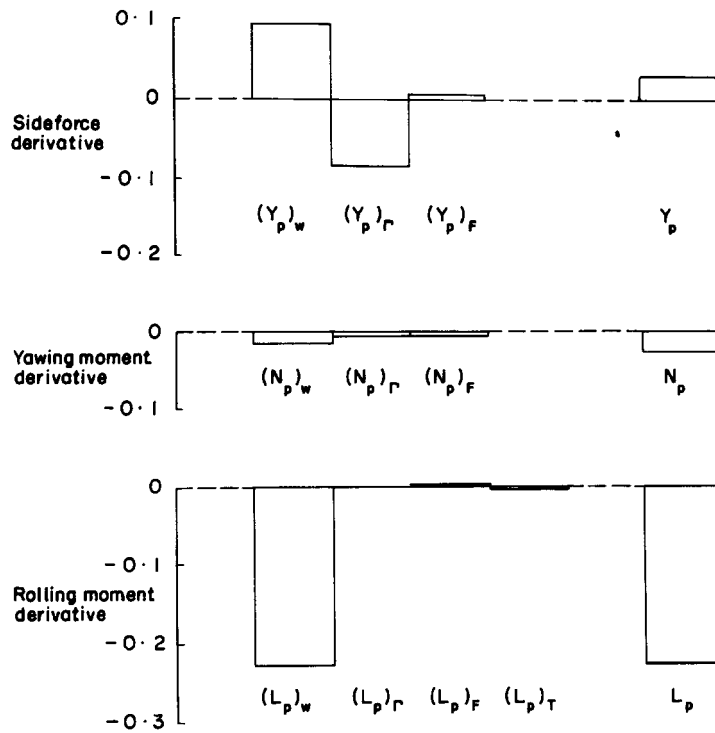 0·1
0
Sideforce
derivative
-0·1
(Y_p)_w (Y_p)_Γ (Y_p)_F Y_p
-0·2
0
Yawing moment
derivative
(N_p)_w (N_p)_Γ (N_p)_F N_p
-0·1
0
-0·1
Rolling moment
derivative
-0·2
(L_p)_w (L_p)_Γ (L_p)_F (L_p)_T L_p
-0·3